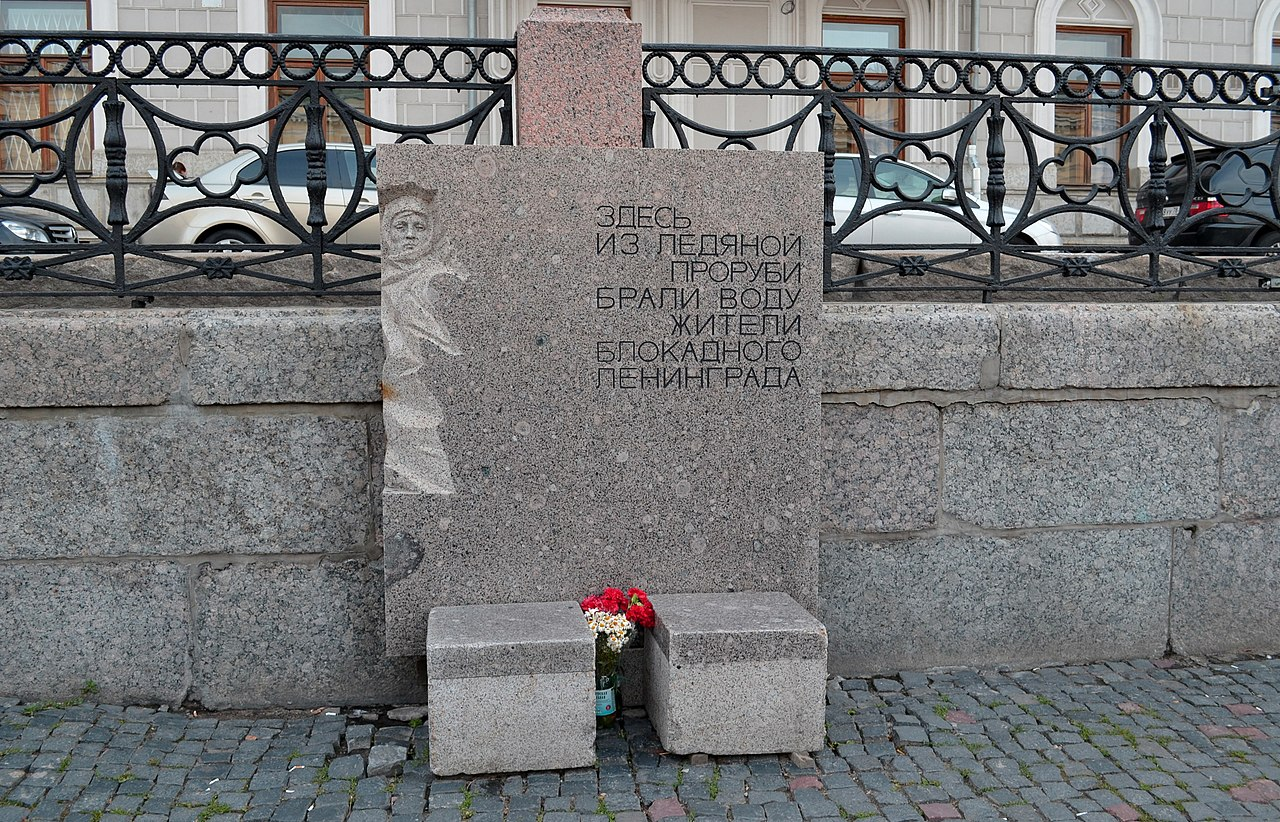 ЗДЕСЬ
ИЗ ЛЕДЯНОЙ
ПРОРУБИ
БРАЛИ ВОДУ
ЖИТЕЛИ
БЛОКАДНОГО
ЛЕНИНГРАДА